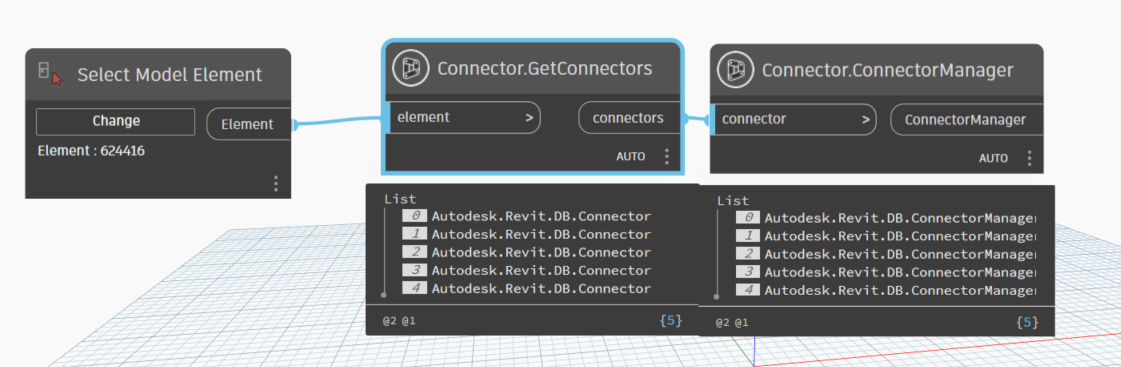 Select Model Element
Change
Element
Element : 624416
Connector.GetConnectors
element >
connectors
AUTO
List
0 Autodesk.Revit.DB.Connector
1 Autodesk.Revit.DB.Connector
2 Autodesk.Revit.DB.Connector
3 Autodesk.Revit.DB.Connector
4 Autodesk.Revit.DB.Connector
@2 @1
{5}
Connector.ConnectorManager
connector >
ConnectorManager
AUTO
List
0 Autodesk.Revit.DB.ConnectorManager
1 Autodesk.Revit.DB.ConnectorManager
2 Autodesk.Revit.DB.ConnectorManager
3 Autodesk.Revit.DB.ConnectorManager
4 Autodesk.Revit.DB.ConnectorManager
@2 @1
{5}